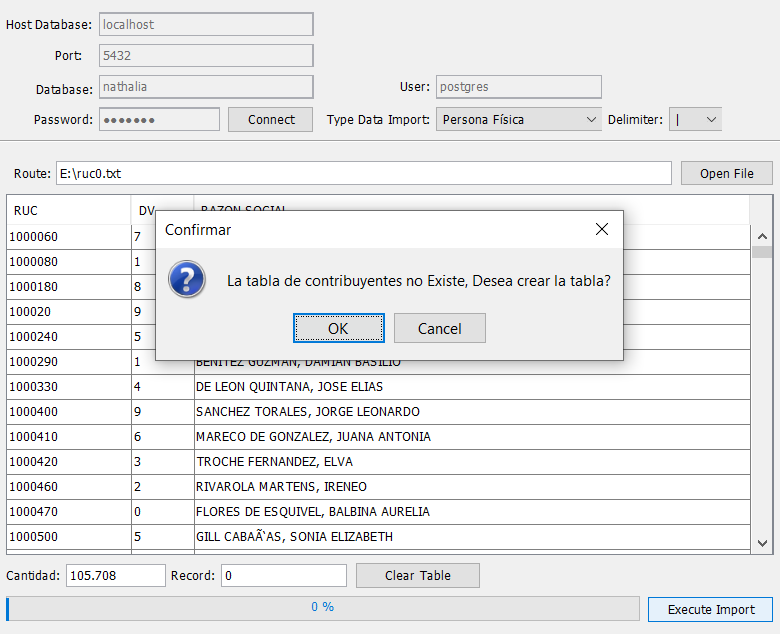 Host Database: localhost
Port: 5432
Database: nathalia User: postgres
Password: ●●●●●●● Connect Type Data Import: Persona Física Delimiter: |
Route: E:\ruc0.txt Open File
RUC DV RAZON SOCIAL
Confirmar
La tabla de contribuyentes no Existe, Desea crear la tabla?
OK Cancel
1000060 7
1000080 1
1000180 8
100020 9
1000240 5
1000290 1 BENITEZ GUZMAN, DAMIAN BASILIO
1000330 4 DE LEON QUINTANA, JOSE ELIAS
1000400 9 SANCHEZ TORALES, JORGE LEONARDO
1000410 6 MARECO DE GONZALEZ, JUANA ANTONIA
1000420 3 TROCHE FERNANDEZ, ELVA
1000460 2 RIVAROLA MARTENS, IRENEO
1000470 0 FLORES DE ESQUIVEL, BALBINA AURELIA
1000500 5 GILL CABAÃ‘AS, SONIA ELIZABETH
Cantidad: 105.708 Record: 0 Clear Table
0 % Execute Import